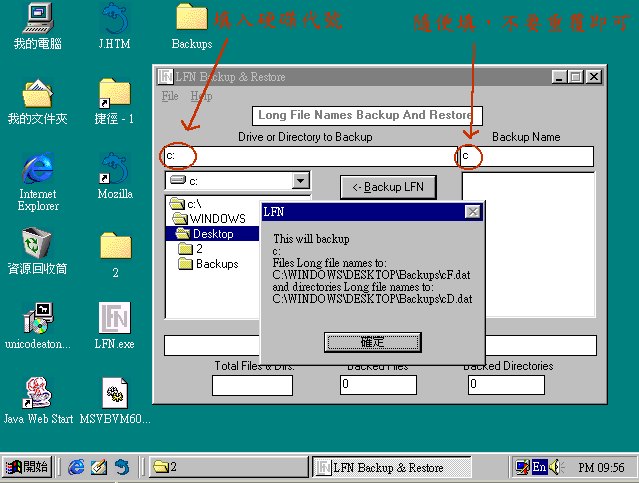 填入硬碟代號
隨便填，不要重覆即可
我的電腦
J.HTM
Backups
我的文件夾
捷徑 - 1
Internet
Explorer
Mozilla
資源回收筒
2
unicodeaton...
LFN.exe
Java Web Start
MSVBVM60...
LFN Backup & Restore
File Help
Long File Names Backup And Restore
Drive or Directory to Backup
Backup Name
c:
c
c:
<- Backup LFN
c:\
WINDOWS
Desktop
2
Backups
LFN
This will backup
c:
Files Long file names to:
C:\WINDOWS\DESKTOP\Backups\cF.dat
and directories Long file names to:
C:\WINDOWS\DESKTOP\Backups\cD.dat
確定
Total Files & Dirs.
Backed Files
Backed Directories
0
0
開始
2
LFN Backup & Restore
En
PM 09:56